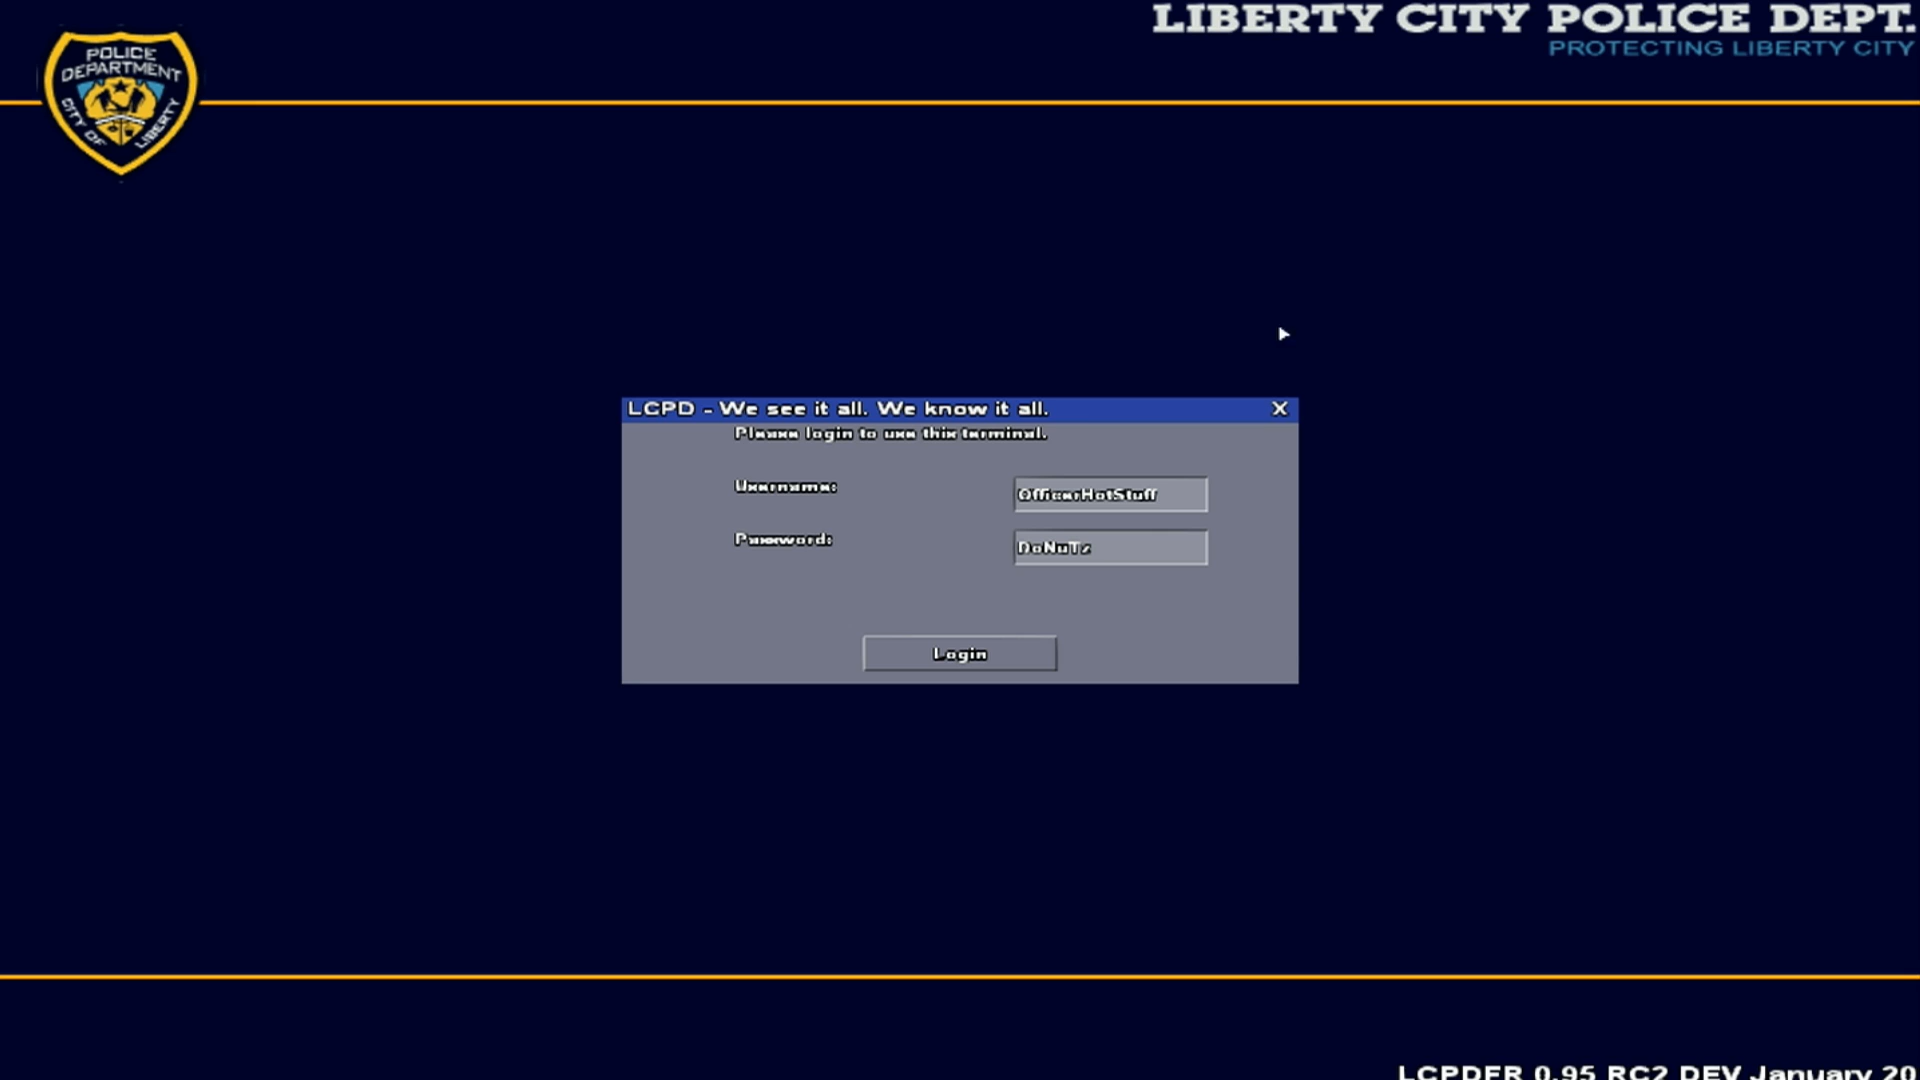 LIBERTY CITY POLICE DEPT.
PROTECTING LIBERTY CITY
POLICE
DEPARTMENT
CITY OF LIBERTY
LCPD - We see it all. We know it all.
Please login to use this terminal.
Username:
OfficerHotStuff
Password:
DoNuTz
Login
LCPDFR 0.95 RC2 DEV January 20